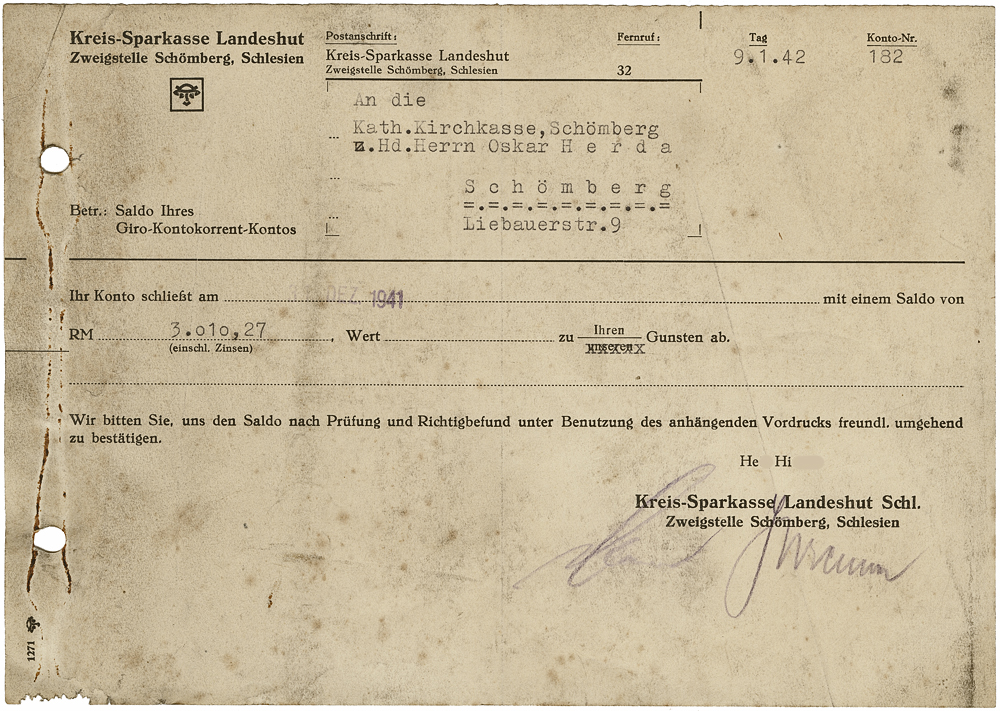 Kreis-Sparkasse Landeshut
Zweigstelle Schömberg, Schlesien
Postanschrift:
Kreis-Sparkasse Landeshut
Zweigstelle Schömberg, Schlesien
Fernruf:
32
Tag
9.1.42
Konto-Nr.
182
An die
Kath.Kirchkasse,Schömberg
z.Hd.Herrn Oskar H e r d a
S c h ö m b e r g
=.=.=.=.=.=.=.=.=
Liebauerstr.9
Betr.: Saldo Ihres
Giro-Kontokorrent-Kontos
Ihr Konto schließt am DEZ. 1941 mit einem Saldo von
RM 3.010,27, Wert zu Ihren Gunsten ab.
unseren
(einschl. Zinsen)
Wir bitten Sie, uns den Saldo nach Prüfung und Richtigbefund unter Benutzung des anhängenden Vordrucks freundl. umgehend
zu bestätigen.
He Hi
Kreis-Sparkasse Landeshut Schl.
Zweigstelle Schömberg, Schlesien
1271